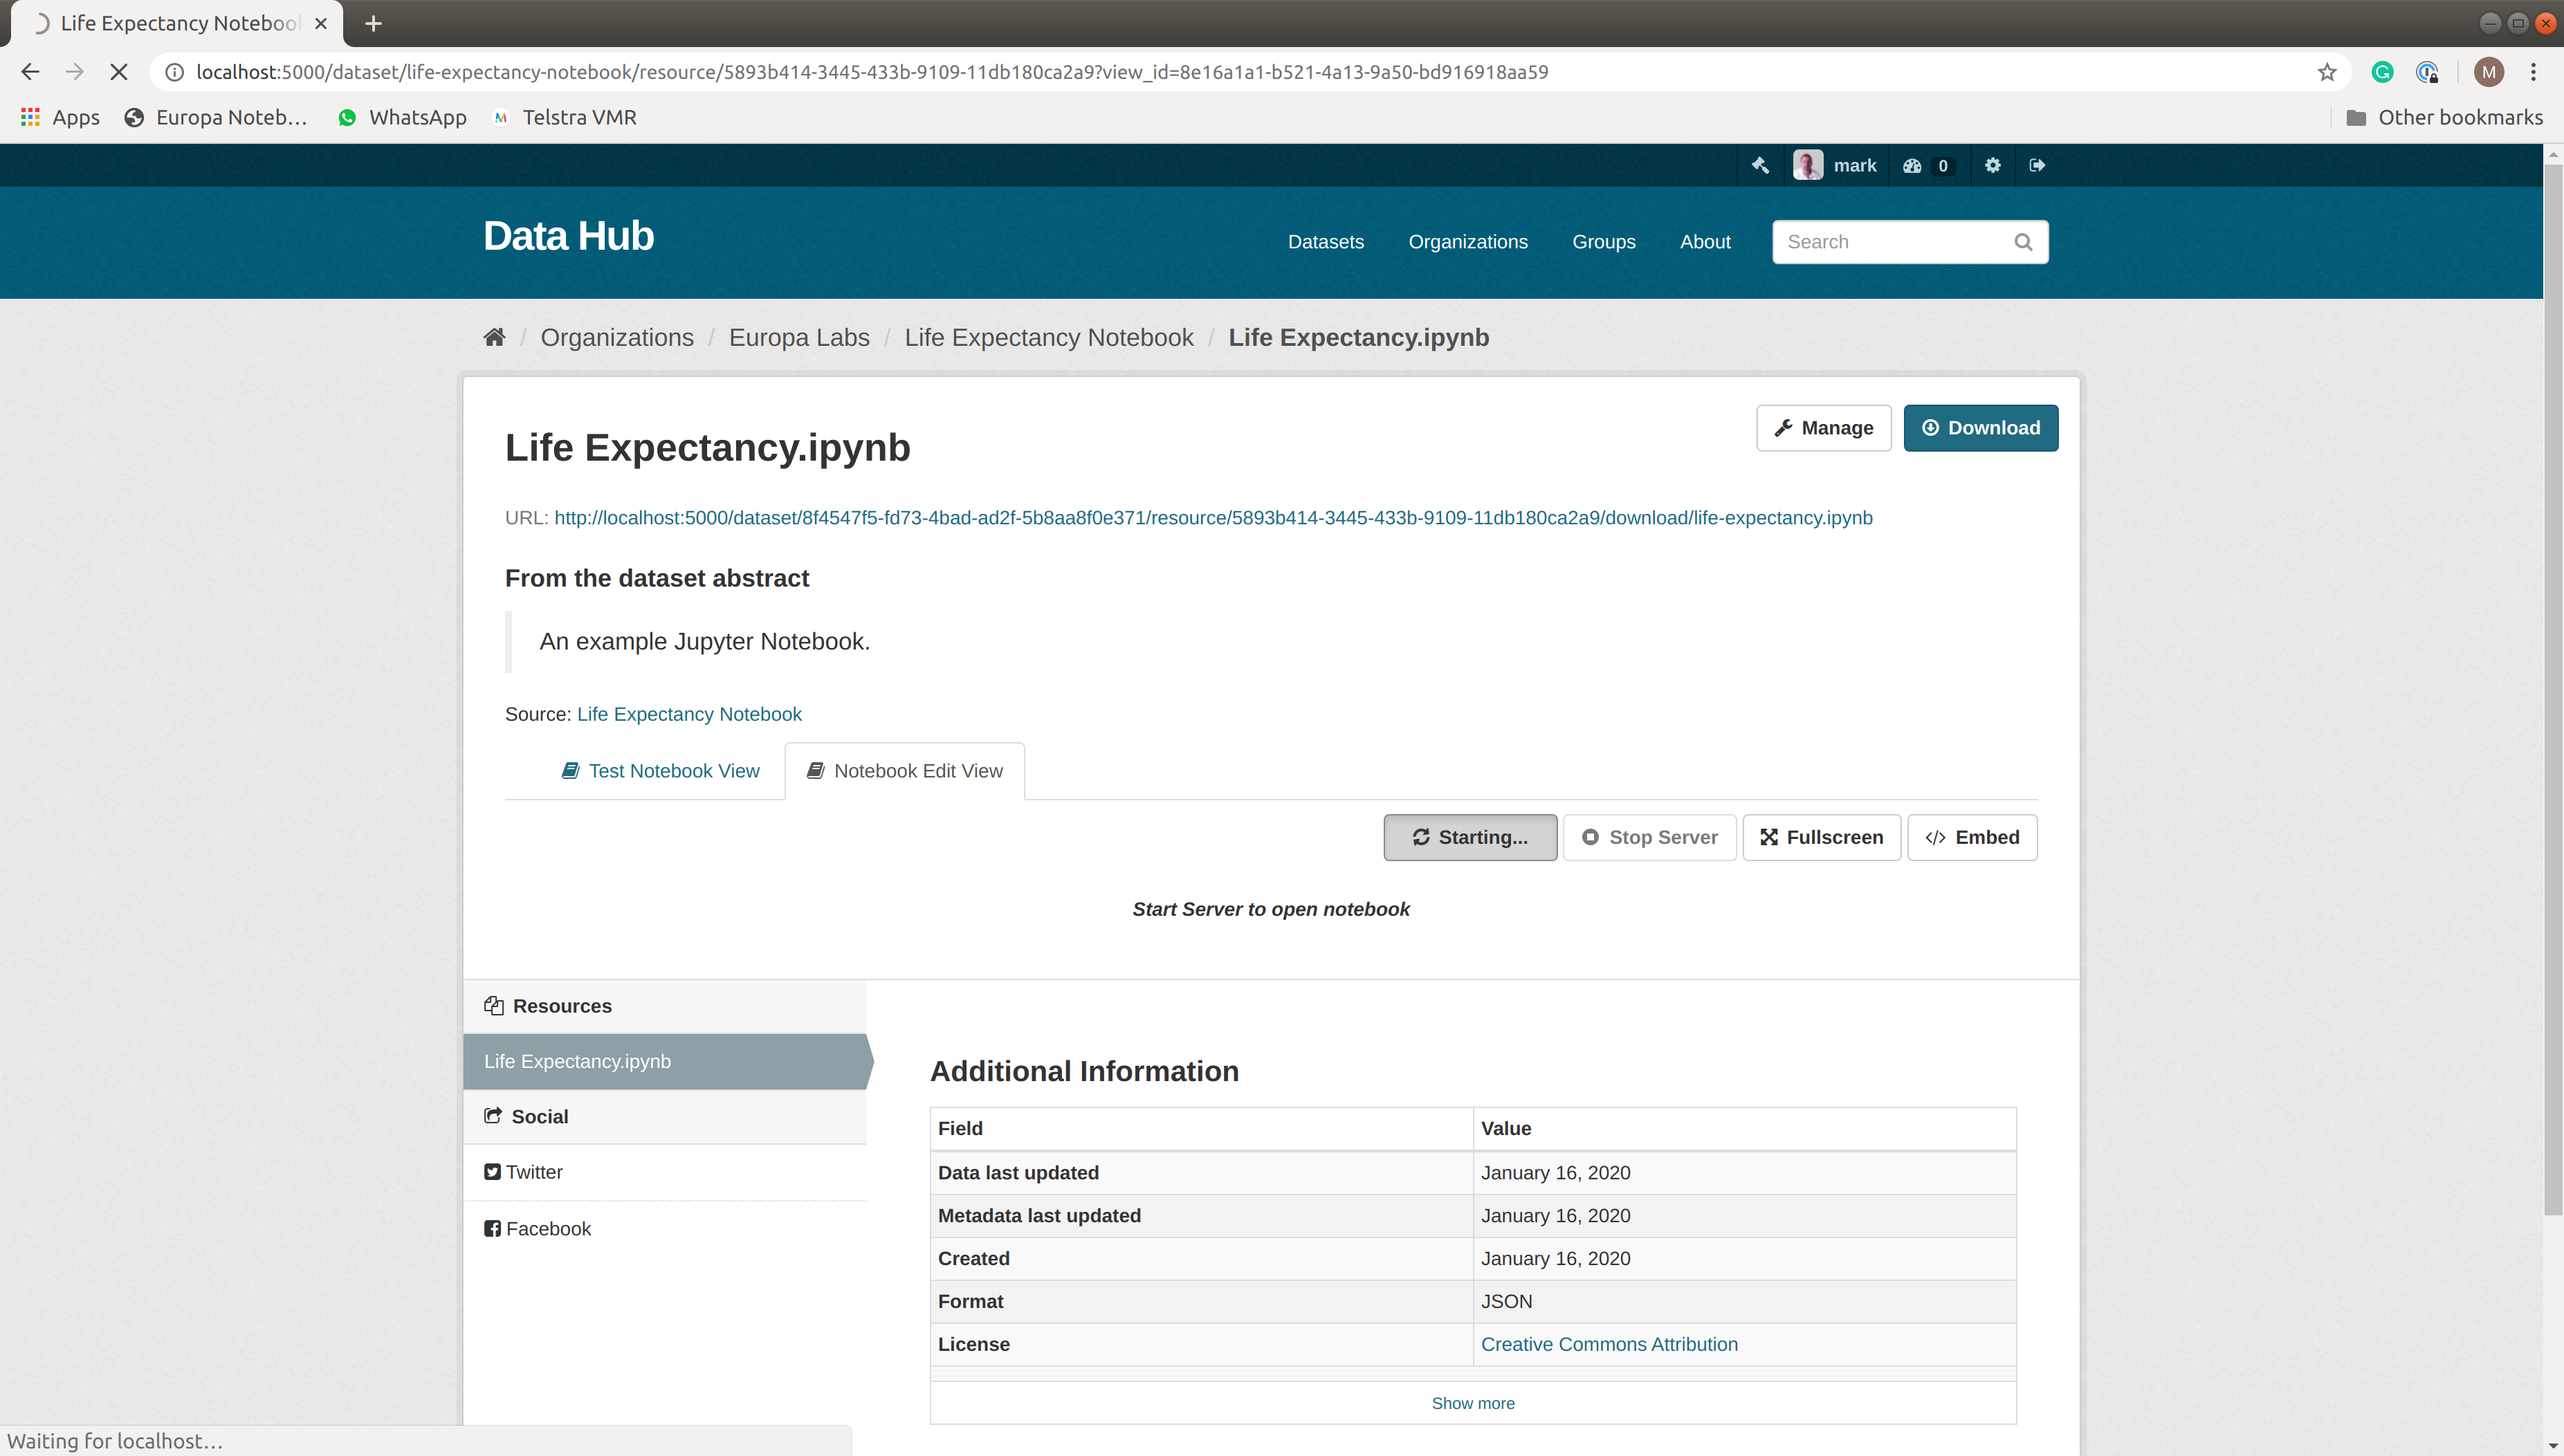 Life Expectancy Noteboo
localhost:5000/dataset/life-expectancy-notebook/resource/5893b414-3445-433b-9109-11db180ca2a9?view_id=8e16a1a1-b521-4a13-9a50-bd916918aa59
M
Apps Europa Noteb... WhatsApp Telstra VMR Other bookmarks
mark 0
Data Hub
Datasets Organizations Groups About Search
/ Organizations / Europa Labs / Life Expectancy Notebook / Life Expectancy.ipynb
Manage Download
Life Expectancy.ipynb
URL: http://localhost:5000/dataset/8f4547f5-fd73-4bad-ad2f-5b8aa8f0e371/resource/5893b414-3445-433b-9109-11db180ca2a9/download/life-expectancy.ipynb
From the dataset abstract
An example Jupyter Notebook.
Source: Life Expectancy Notebook
Test Notebook View Notebook Edit View
Starting... Stop Server Fullscreen </> Embed
Start Server to open notebook
Resources
Life Expectancy.ipynb
Social
Twitter
Facebook
Additional Information
Field Value
Data last updated January 16, 2020
Metadata last updated January 16, 2020
Created January 16, 2020
Format JSON
License Creative Commons Attribution
Show more
Waiting for localhost...